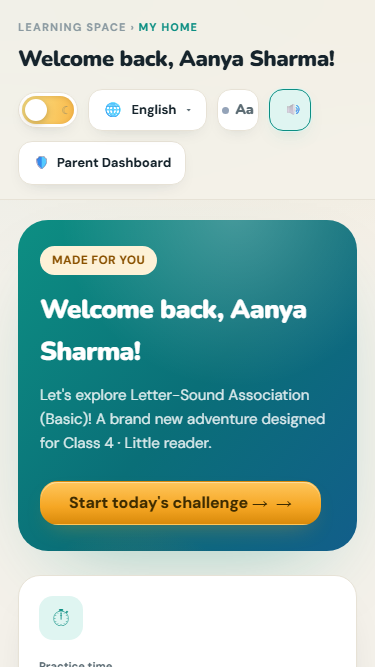 LEARNING SPACE › MY HOME
Welcome back, Aanya Sharma!
English
Aa
Parent Dashboard
MADE FOR YOU
Welcome back, Aanya
Sharma!
Let's explore Letter-Sound Association
(Basic)! A brand new adventure designed
for Class 4 · Little reader.
Start today's challenge → →
Practice time